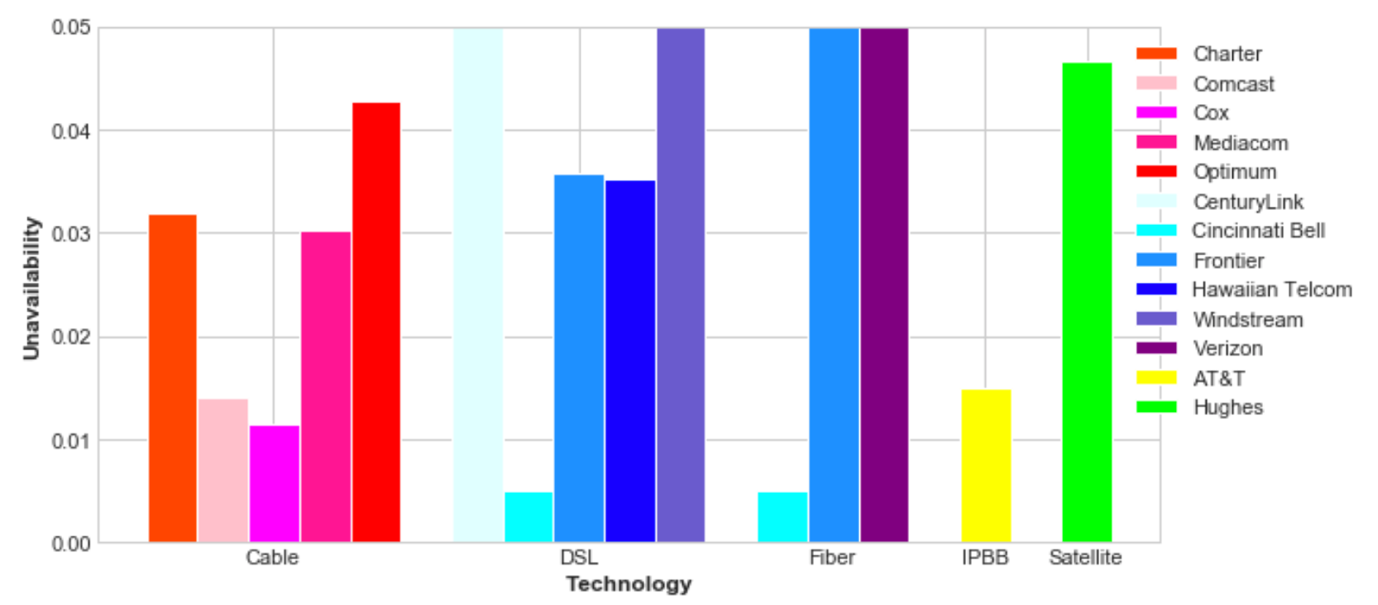 0.05
0.04
0.03
0.02
0.01
0.00
Unavailability
Cable
DSL
Fiber
IPBB
Satellite
Technology
Charter
Comcast
Cox
Mediacom
Optimum
CenturyLink
Cincinnati Bell
Frontier
Hawaiian Telcom
Windstream
Verizon
AT&T
Hughes